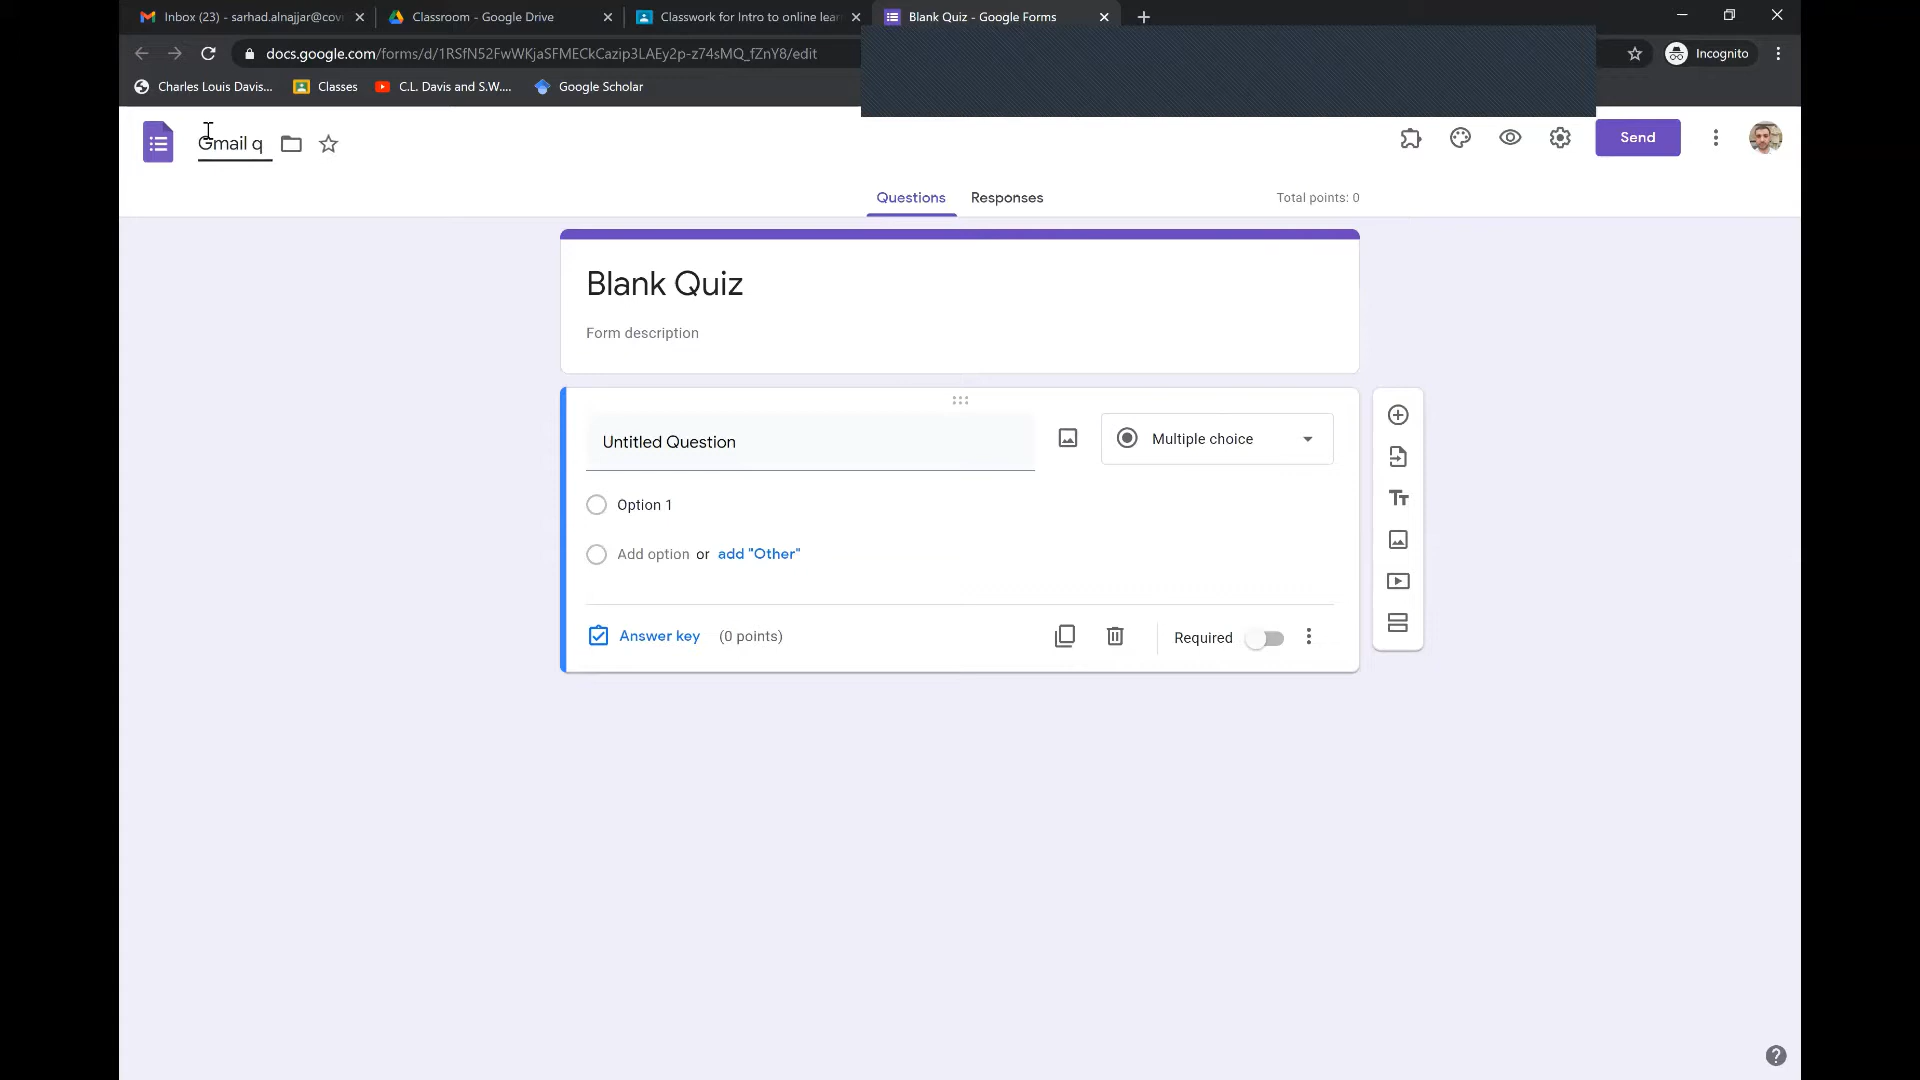 Inbox (23) - sarhad.alnajjar@cov
Classroom - Google Drive
Classwork for Intro to online lear
Blank Quiz - Google Forms
docs.google.com/forms/d/1RSfN52FwWKjaSFMECkCazip3LAEy2p-z74sMQ_fZnY8/edit
Incognito
Charles Louis Davis...
Classes
C.L. Davis and S.W....
Google Scholar
Gmail q
Send
Questions
Responses
Total points: 0
Blank Quiz
Form description
Untitled Question
Multiple choice
Option 1
Add option or add "Other"
Answer key (0 points)
Required